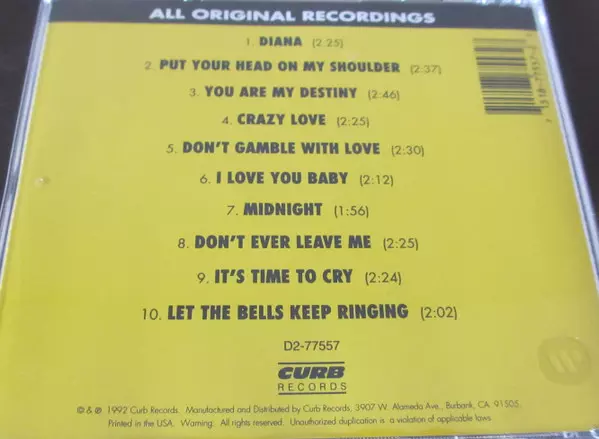 ALL ORIGINAL RECORDINGS
1. DIANA (2:25)
2. PUT YOUR HEAD ON MY SHOULDER (2:37)
3. YOU ARE MY DESTINY (2:46)
4. CRAZY LOVE (2:25)
5. DON'T GAMBLE WITH LOVE (2:30)
6. I LOVE YOU BABY (2:12)
7. MIDNIGHT (1:56)
8. DON'T EVER LEAVE ME (2:25)
9. IT'S TIME TO CRY (2:24)
10. LET THE BELLS KEEP RINGING (2:02)
D2-77557
CURB
RECORDS
© & ℗ 1992 Curb Records. Manufactured and Distributed by Curb Records, 3907 W. Alameda Ave., Burbank, CA 91505.
Printed in the USA. Warning: All rights reserved. Unauthorized duplication is a violation of applicable laws.